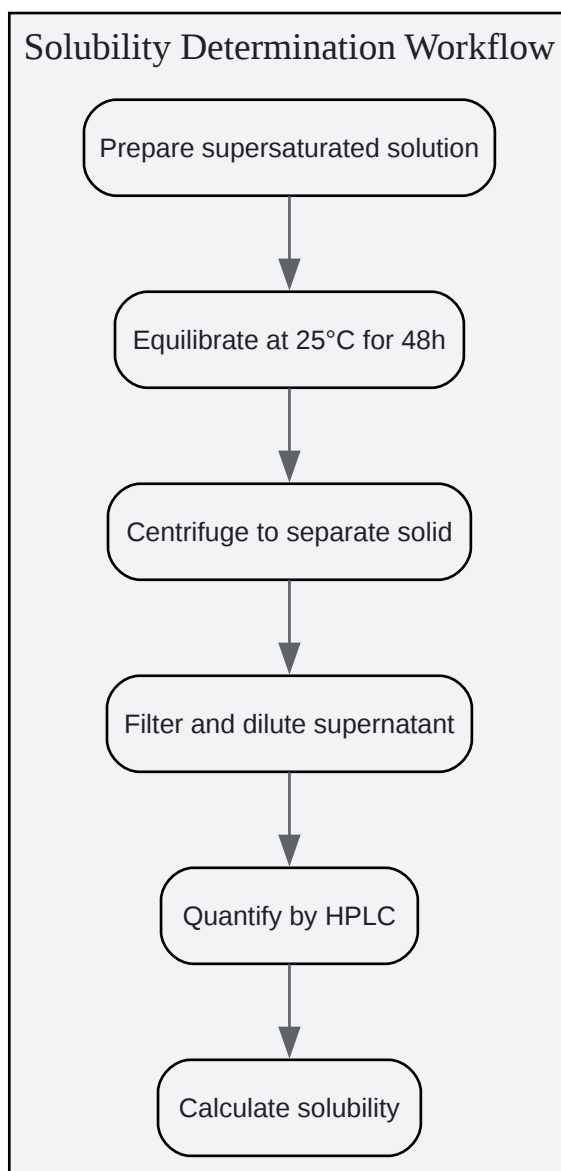 Solubility Determination Workflow
Prepare supersaturated solution
Equilibrate at 25°C for 48h
Centrifuge to separate solid
Filter and dilute supernatant
Quantify by HPLC
Calculate solubility